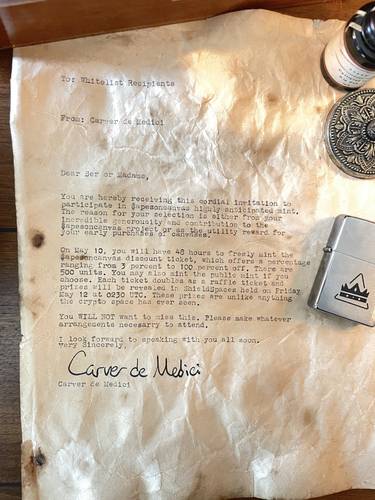 To: Whitelist Recipients
From: Carver de Medici
Dear Ser or Madame,
You are hereby receiving this cordial invitation to
participate in $apesoncanvas highly anticipated mint.
The reason for your selection is either from your
incredible generousity and contribution to the
$apesoncanvas project or as the utility reward for
your early purchases of canvases.
On May 10, you will have 48 hours to freely mint the
$apesoncanvas discount ticket, which offers a percentage
ranging from 3 percent to 100 percent off. There are
500 units. You may also mint the public mint if you
choose. Each ticket doubles as a raffle ticket and
prizes will be revealed in ShieldSpaces held on Friday
May 12 at 0230 UTC. These prizes are unlike anything
the crypto space has ever seen.
You WILL NOT want to miss this. Please make whatever
arrangements necesarry to attend.
I look forward to speaking with you all soon.
Very Sincerely,
Carver de Medici
Carver de Medici